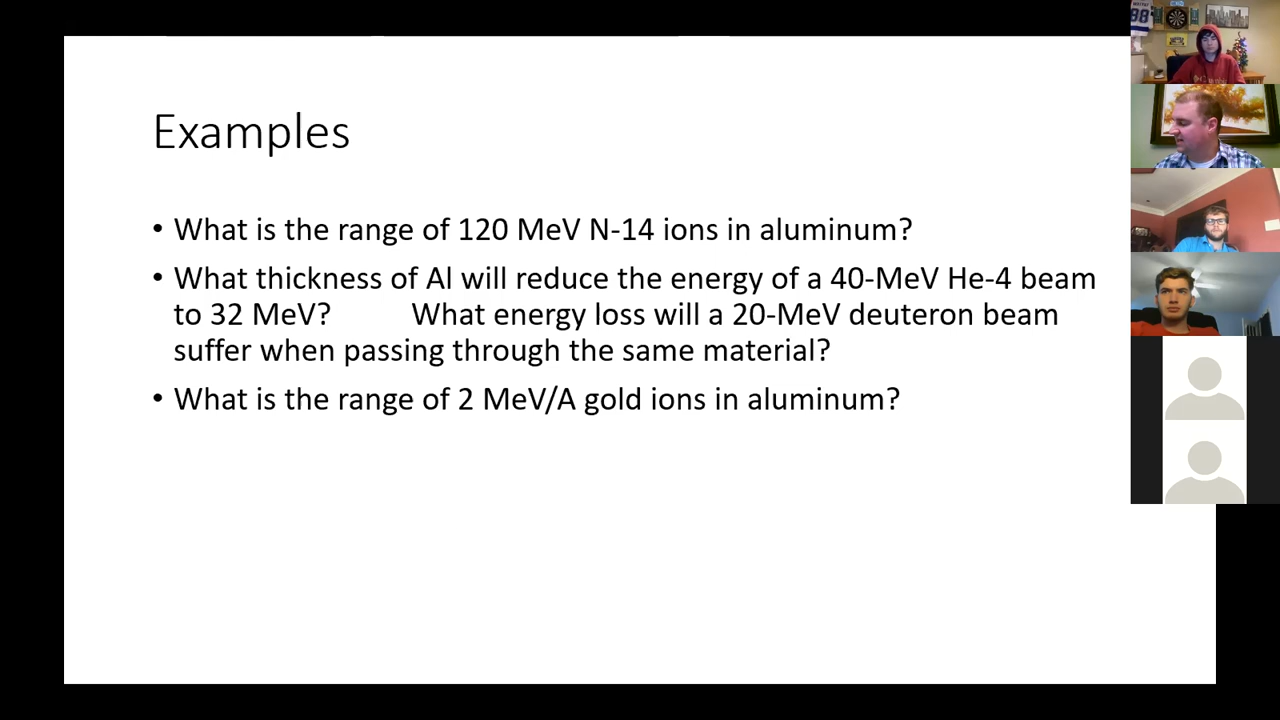 Examples
• What is the range of 120 MeV N-14 ions in aluminum?
• What thickness of Al will reduce the energy of a 40-MeV He-4 beam
to 32 MeV? What energy loss will a 20-MeV deuteron beam
suffer when passing through the same material?
• What is the range of 2 MeV/A gold ions in aluminum?
88